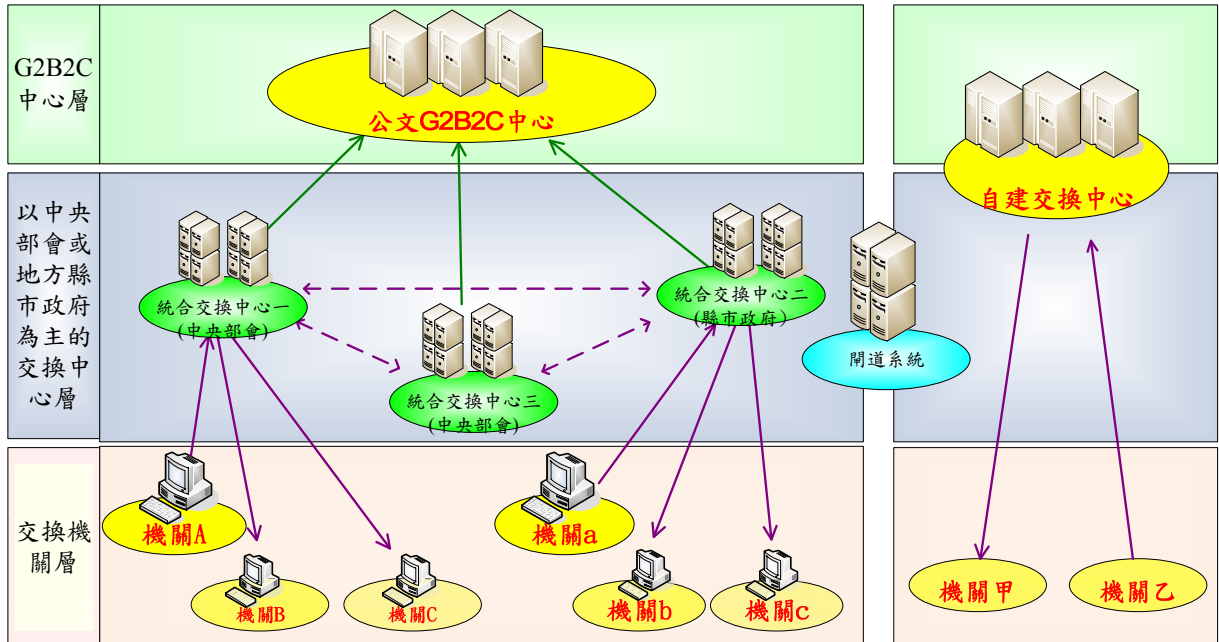 G2B2C
中心層
公文G2B2C中心
自建交換中心
以中央
部會或
地方縣
市政府
為主的
交換中
心層
統合交換中心一
(中央部會)
統合交換中心二
(縣市政府)
統合交換中心三
(中央部會)
閘道系統
交換機
關層
機關A
機關B
機關C
機關a
機關b
機關c
機關甲
機關乙